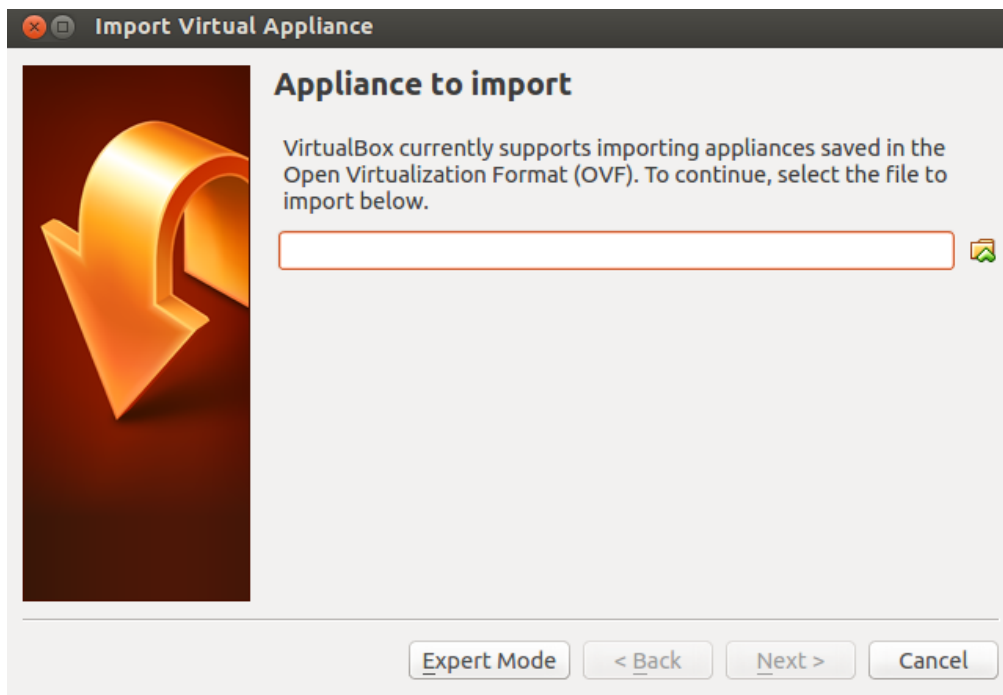 Import Virtual Appliance
Appliance to import
VirtualBox currently supports importing appliances saved in the
Open Virtualization Format (OVF). To continue, select the file to
import below.
Expert Mode
< Back
Next >
Cancel